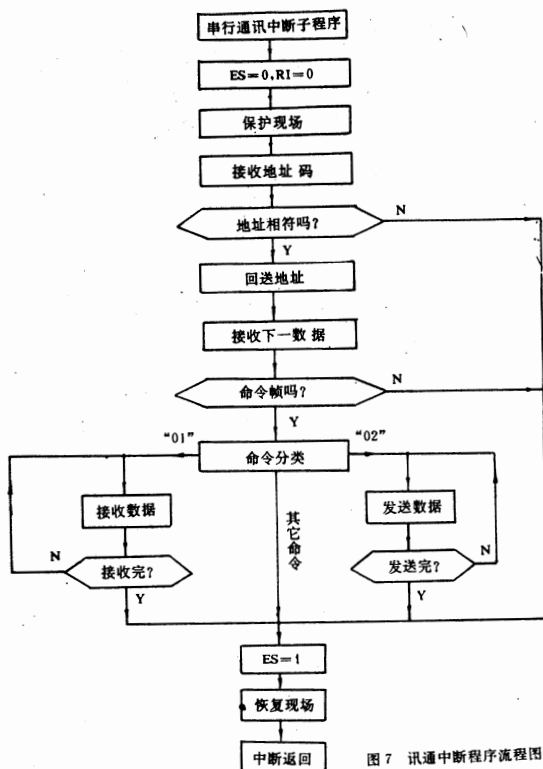 串行通讯中断子程序
ES=0,RI=0
保护现场
接收地址码
地址相符吗?
N
Y
回送地址
接收下一数据
命令帧吗?
N
Y
"01"
命令分类
"02"
接收数据
其它命令
发送数据
N
接收完?
Y
发送完?
N
Y
ES=1
恢复现场
中断返回
图7 讯通中断程序流程图